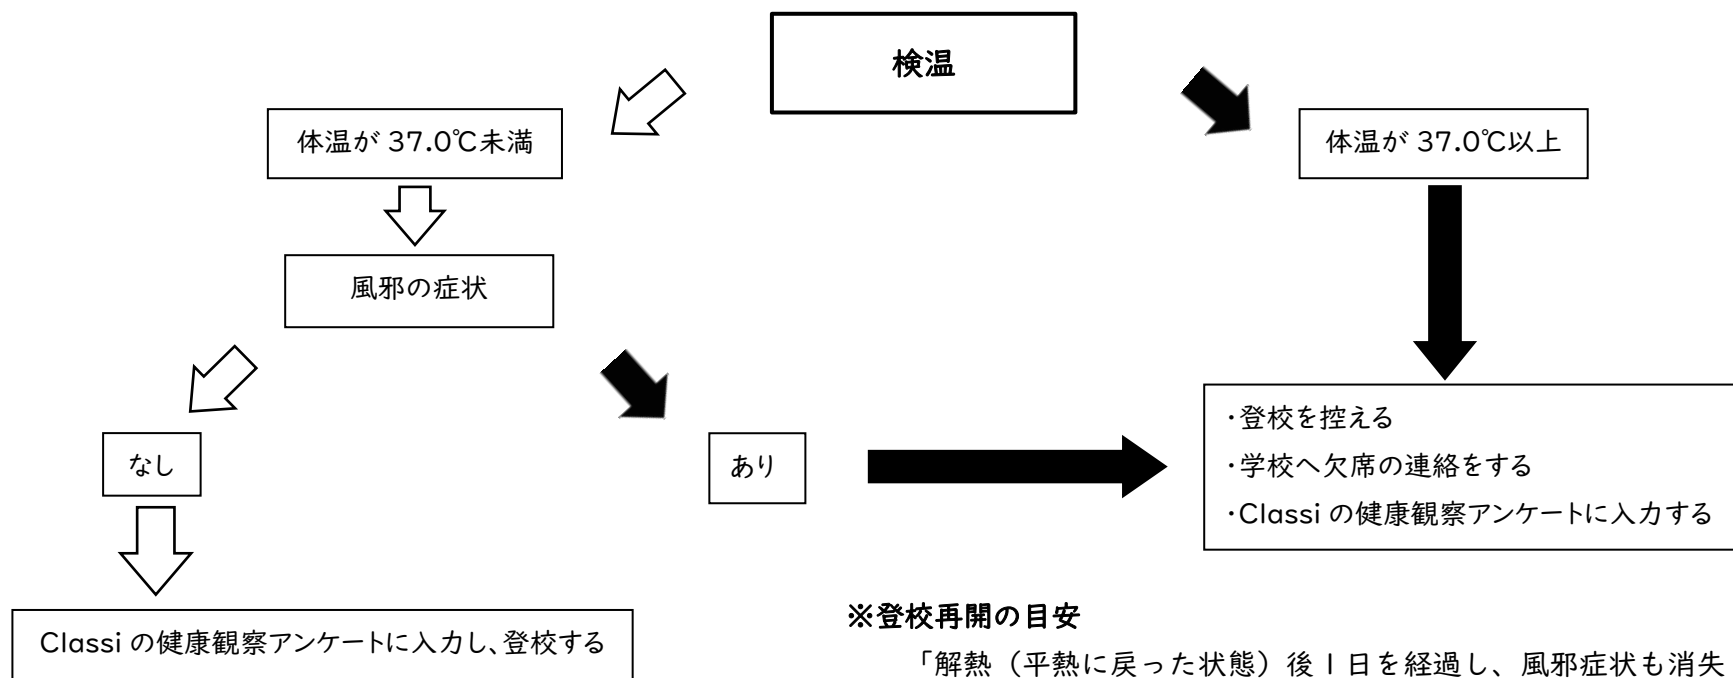 検温
体温が 37.0℃未満
体温が 37.0℃以上
風邪の症状
なし
あり
・登校を控える
・学校へ欠席の連絡をする
・Classi の健康観察アンケートに入力する
Classi の健康観察アンケートに入力し、登校する
※登校再開の目安
「解熱（平熱に戻った状態）後1日を経過し、風邪症状も消失